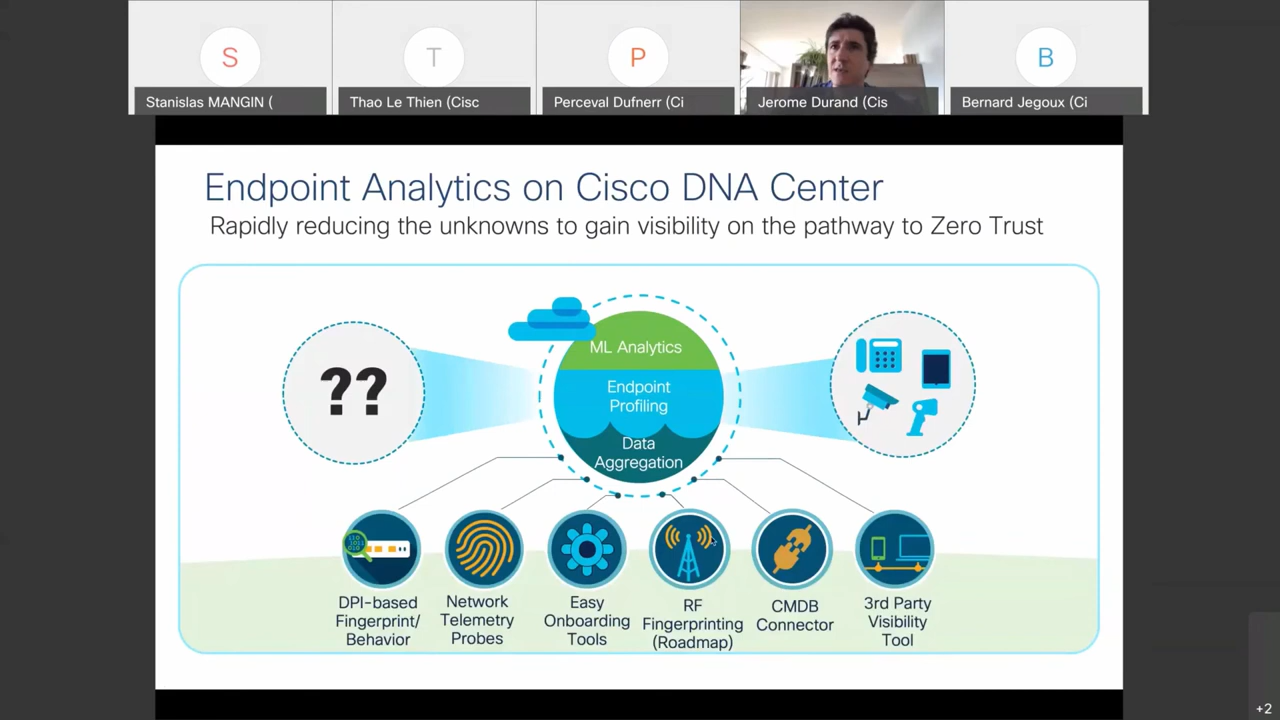 S
T
P
B
Stanislas MANGIN (
Thao Le Thien (Cisc
Perceval Dufnerr (Ci
Jerome Durand (Cis
Bernard Jegoux (Ci
Endpoint Analytics on Cisco DNA Center
Rapidly reducing the unknowns to gain visibility on the pathway to Zero Trust
??
ML Analytics
Endpoint
Profiling
Data
Aggregation
DPI-based
Fingerprint/
Behavior
Network
Telemetry
Probes
Easy
Onboarding
Tools
RF
Fingerprinting
(Roadmap)
CMDB
Connector
3rd Party
Visibility
Tool
+2